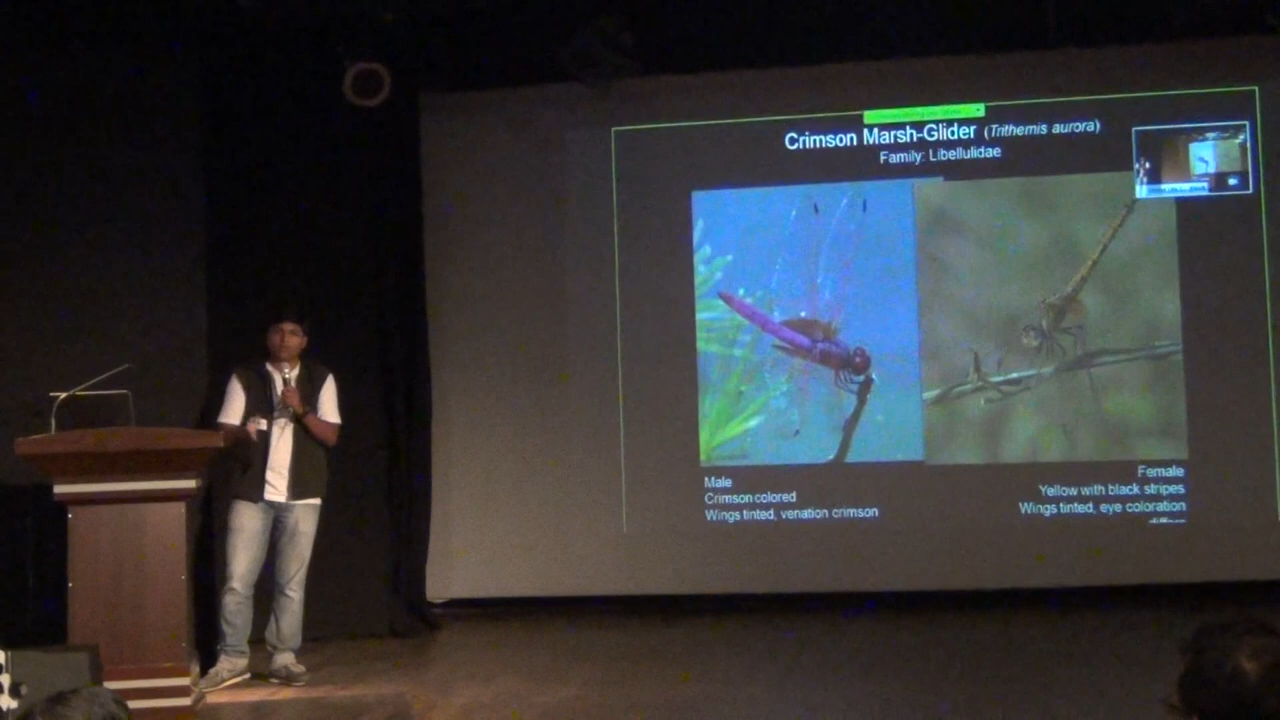 Crimson Marsh-Glider (Trithemis aurora)
Family: Libellulidae
Male
Crimson colored
Wings tinted, venation crimson
Female
Yellow with black stripes
Wings tinted, eye coloration